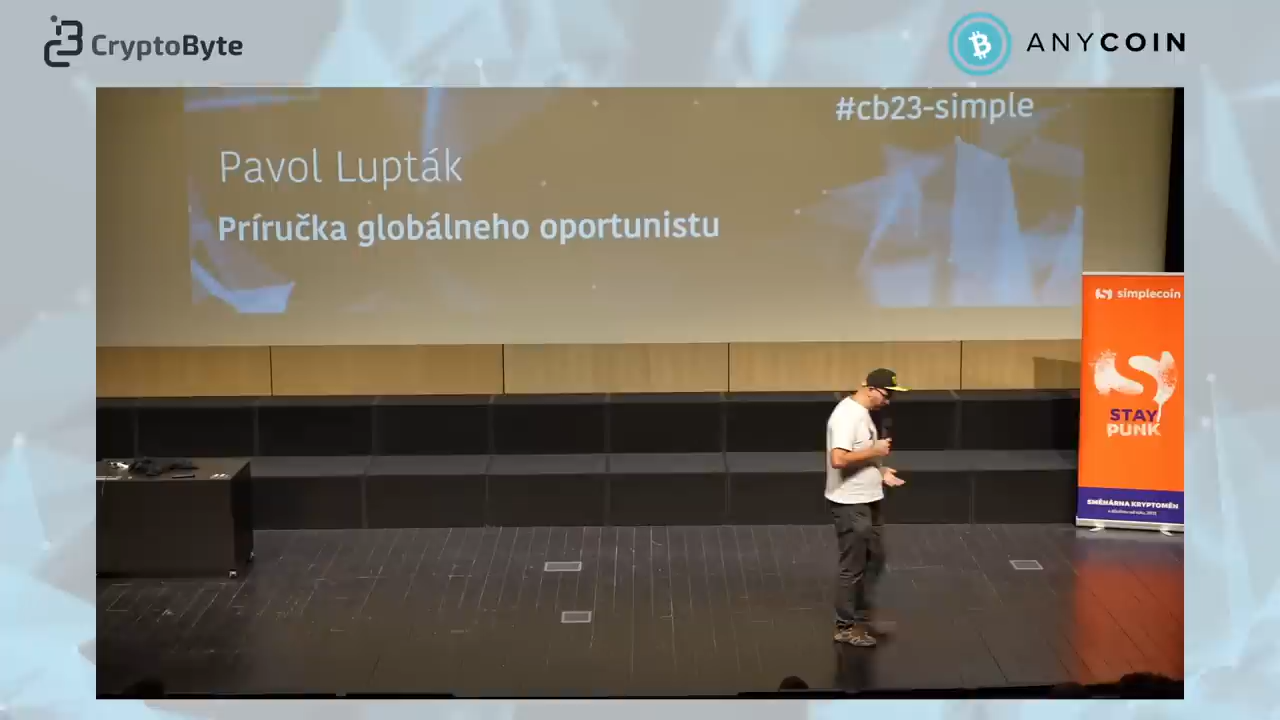 CryptoByte
ANYCOIN
#cb23-simple
Pavol Lupták
Príručka globálneho oportunistu
simplecoin
STAY
PUNK
SMĚNÁRNA KRYPTOMĚN